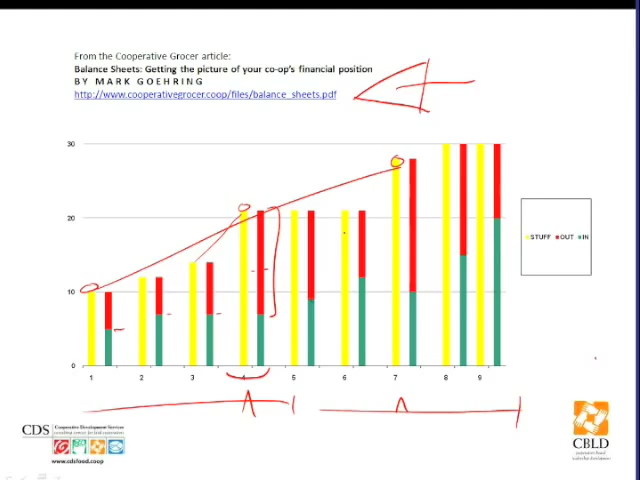 From the Cooperative Grocer article:
Balance Sheets: Getting the picture of your co-op's financial position
BY MARK GOEHRING
http://www.cooperativegrocer.coop/files/balance_sheets.pdf
30
20
10
0
1 2 3 4 5 6 7 8 9
STUFF OUT IN
CDS
Cooperative Development Services
www.cdsfood.coop
CBLD